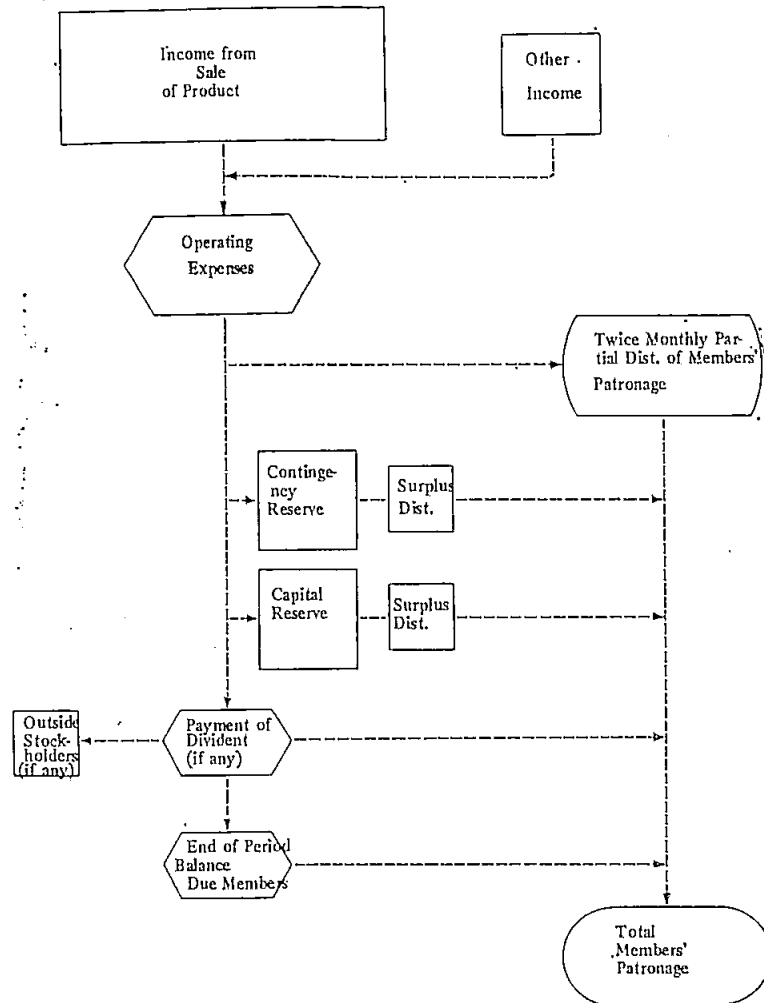 Income from
Sale
of Product
Other
Income
Operating
Expenses
Twice Monthly Par-
tial Dist. of Members'
Patronage
Continge-
ncy
Reserve
Surplus
Dist.
Capital
Reserve
Surplus
Dist.
Outside
Stock-
holders
(if any)
Payment of
Divident
(if any)
End of Period
Balance
Due Members
Total
Members'
Patronage